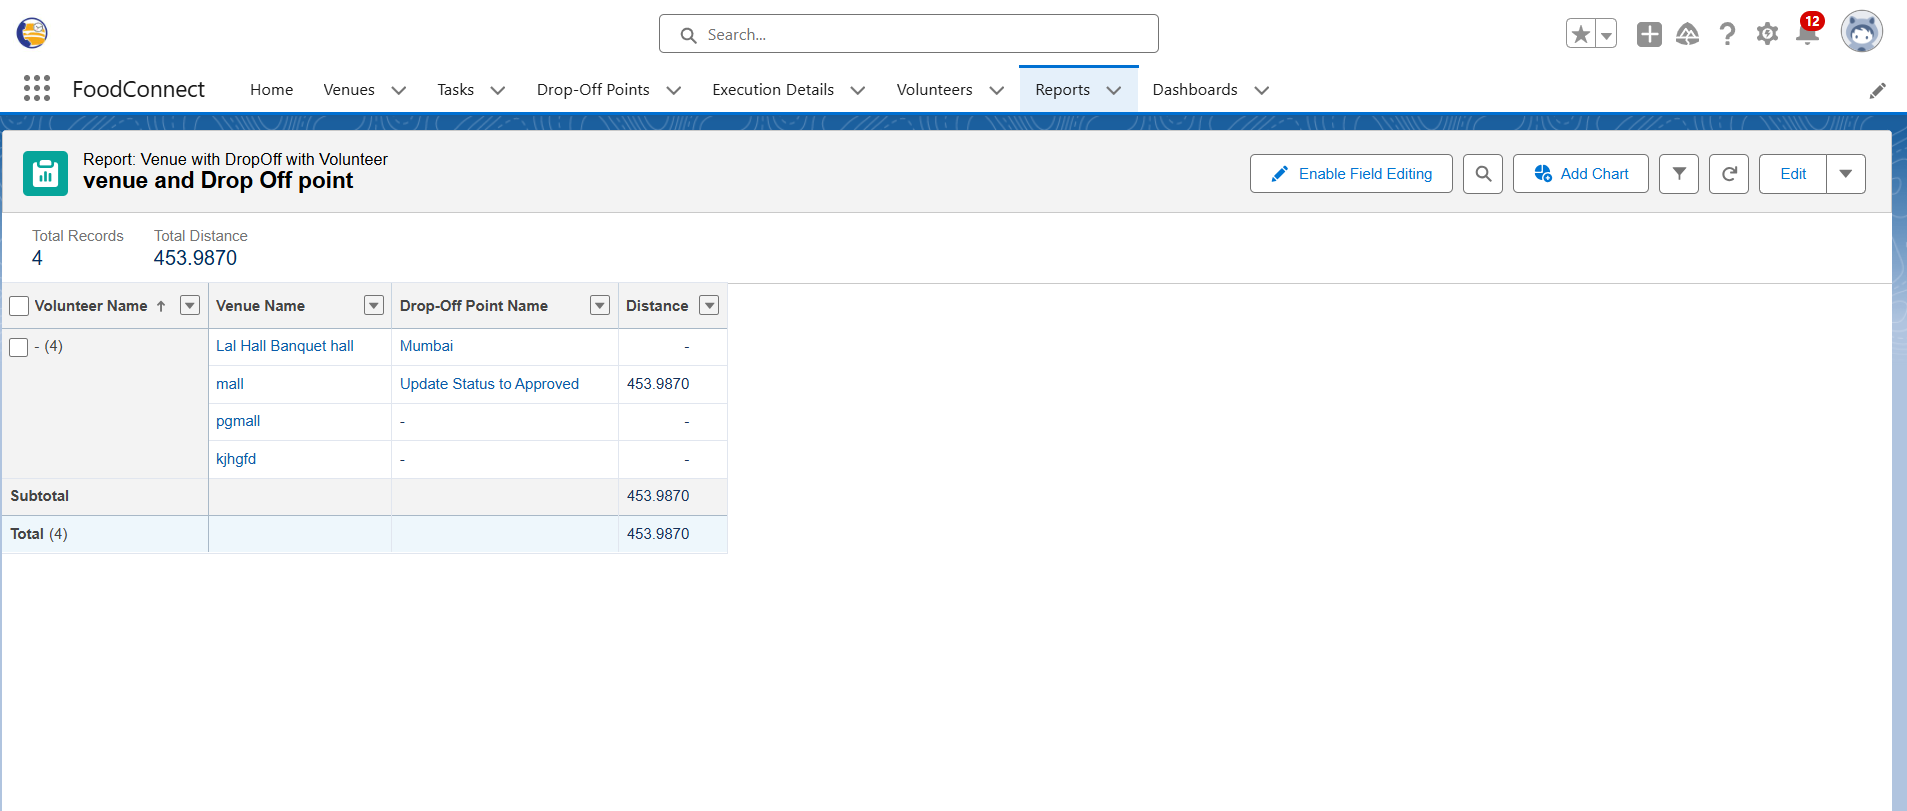 Search...
12
FoodConnect Home Venues Tasks Drop-Off Points Execution Details Volunteers Reports Dashboards
Report: Venue with DropOff with Volunteer
venue and Drop Off point
Enable Field Editing Add Chart Edit
Total Records Total Distance
4 453.9870
Volunteer Name ↑ Venue Name Drop-Off Point Name Distance
- (4) Lal Hall Banquet hall Mumbai -
mall Update Status to Approved 453.9870
pgmall - -
kjhgfd - -
Subtotal 453.9870
Total (4) 453.9870